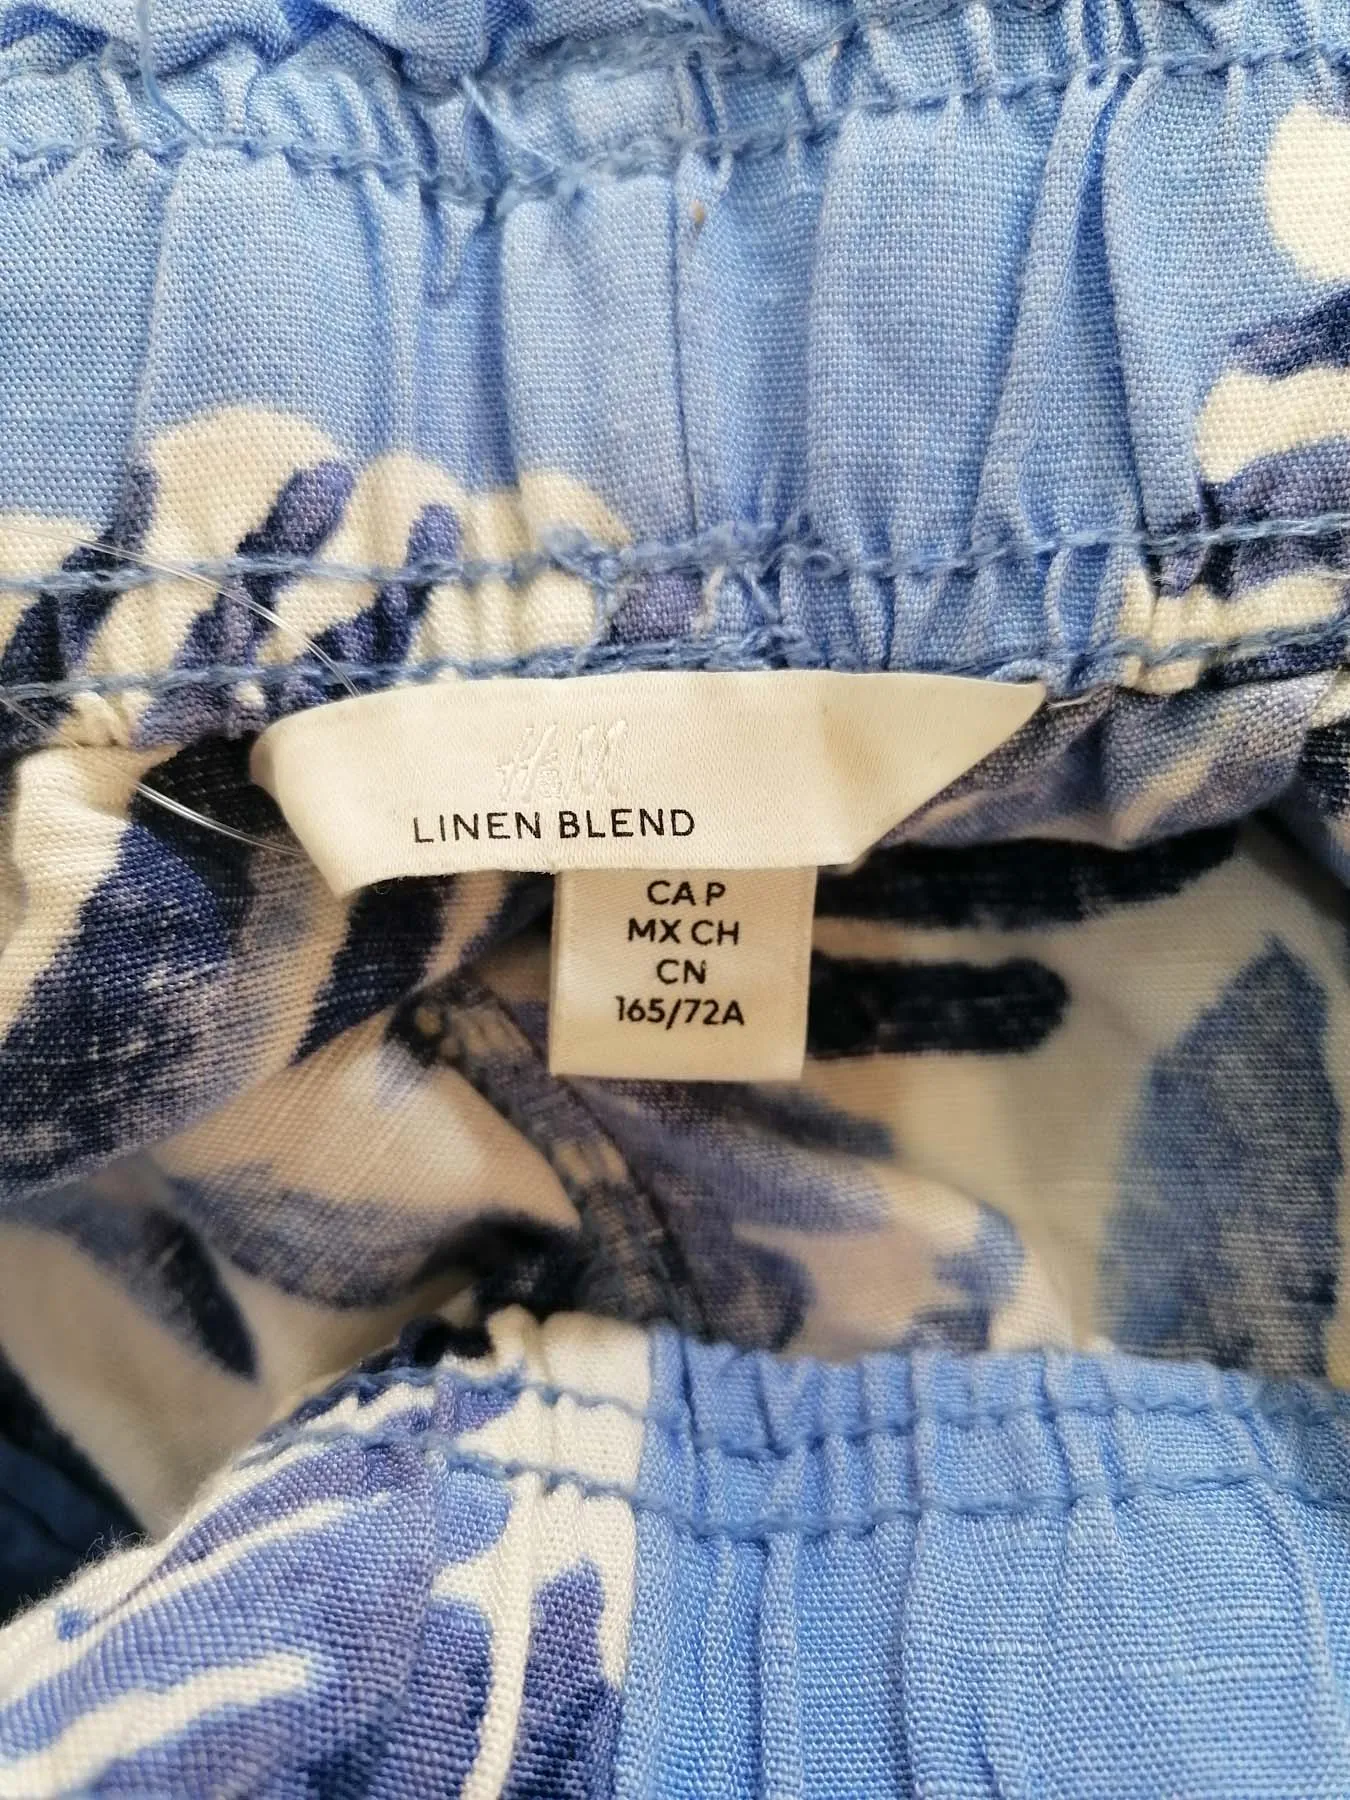 H&M
LINEN BLEND
CA P
MX CH
CN
165/72A